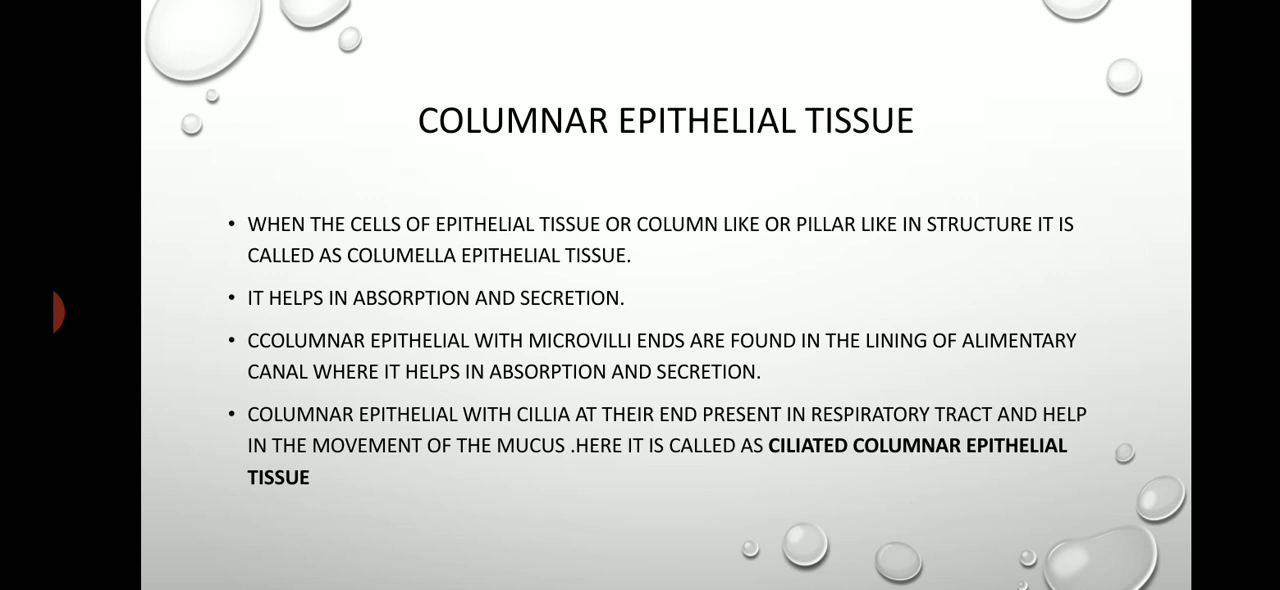 COLUMNAR EPITHELIAL TISSUE
• WHEN THE CELLS OF EPITHELIAL TISSUE OR COLUMN LIKE OR PILLAR LIKE IN STRUCTURE IT IS
CALLED AS COLUMELLA EPITHELIAL TISSUE.
• IT HELPS IN ABSORPTION AND SECRETION.
• CCOLUMNAR EPITHELIAL WITH MICROVILLI ENDS ARE FOUND IN THE LINING OF ALIMENTARY
CANAL WHERE IT HELPS IN ABSORPTION AND SECRETION.
• COLUMNAR EPITHELIAL WITH CILLIA AT THEIR END PRESENT IN RESPIRATORY TRACT AND HELP
IN THE MOVEMENT OF THE MUCUS .HERE IT IS CALLED AS CILIATED COLUMNAR EPITHELIAL
TISSUE